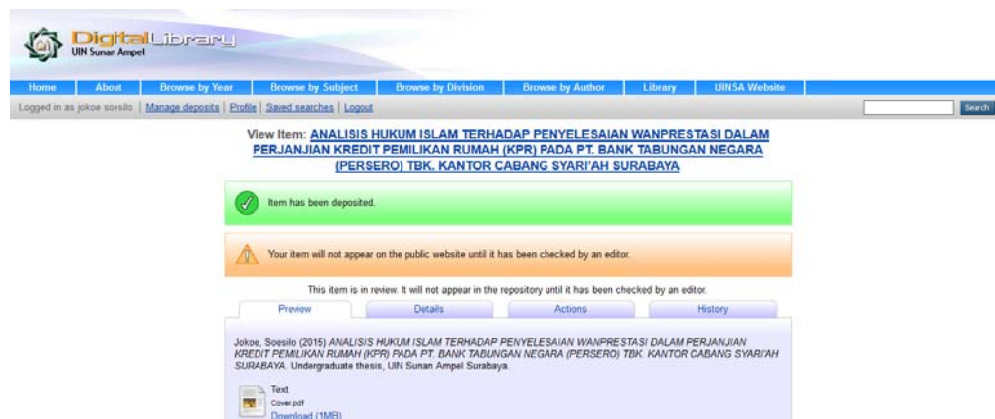 Digital Library
UIN Sunar Ampel
Home About Browse by Year Browse by Subject Browse by Division Browse by Author Library UINSA Website
Logged in as jokoe sorsilo | Manage deposits | Profile | Saved searches | Logout Search
View Item: ANALISIS HUKUM ISLAM TERHADAP PENYELESAIAN WANPRESTASI DALAM
PERJANJIAN KREDIT PEMILIKAN RUMAH (KPR) PADA PT. BANK TABUNGAN NEGARA
(PERSERO) TBK. KANTOR CABANG SYARI'AH SURABAYA
Item has been deposited.
Your item will not appear on the public website until it has been checked by an editor.
This item is in review. It will not appear in the repository until it has been checked by an editor.
Preview Details Actions History
Jokoe, Soesilo (2015) ANALISIS HUKUM ISLAM TERHADAP PENYELESAIAN WANPRESTASI DALAM PERJANJIAN
KREDIT PEMILIKAN RUMAH (KPR) PADA PT. BANK TABUNGAN NEGARA (PERSERO) TBK. KANTOR CABANG SYARI'AH
SURABAYA. Undergraduate thesis, UIN Sunan Ampel Surabaya.
Text
Cover.pdf
Download (1MB)